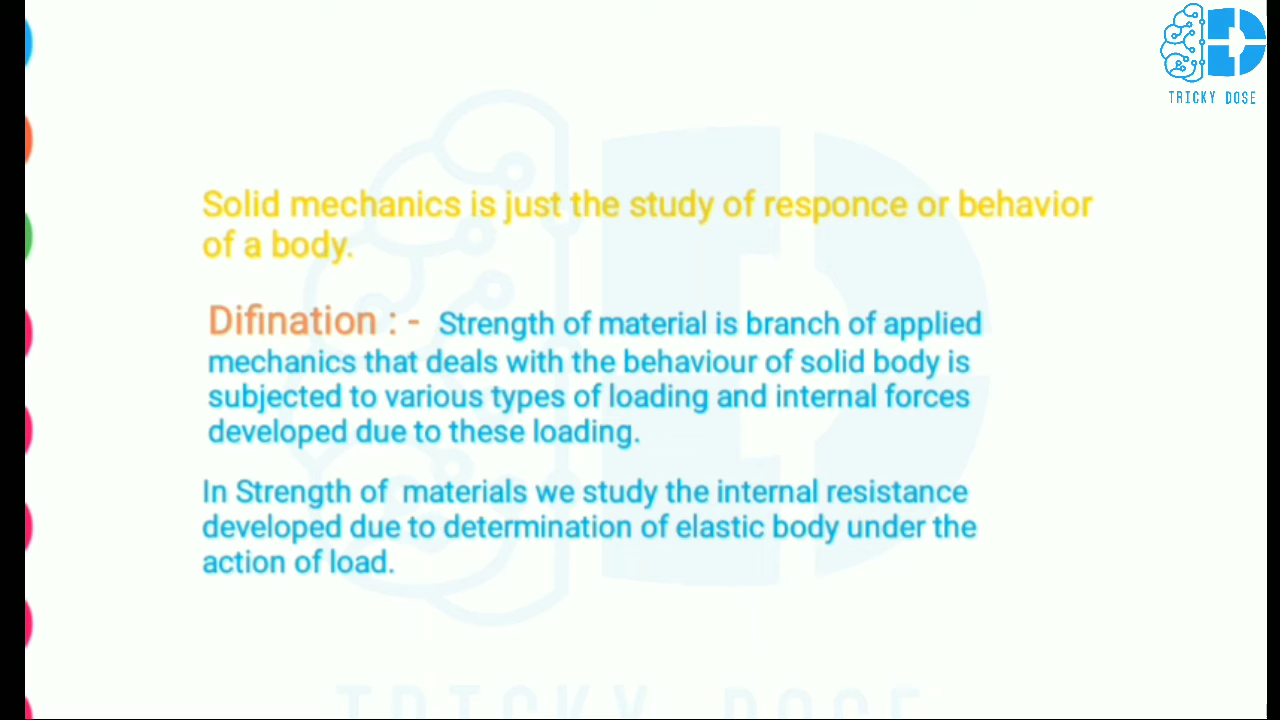 TRICKY DOSE
Solid mechanics is just the study of responce or behavior
of a body.
Difination : - Strength of material is branch of applied
mechanics that deals with the behaviour of solid body is
subjected to various types of loading and internal forces
developed due to these loading.
In Strength of materials we study the internal resistance
developed due to determination of elastic body under the
action of load.
TRICKY DOSE